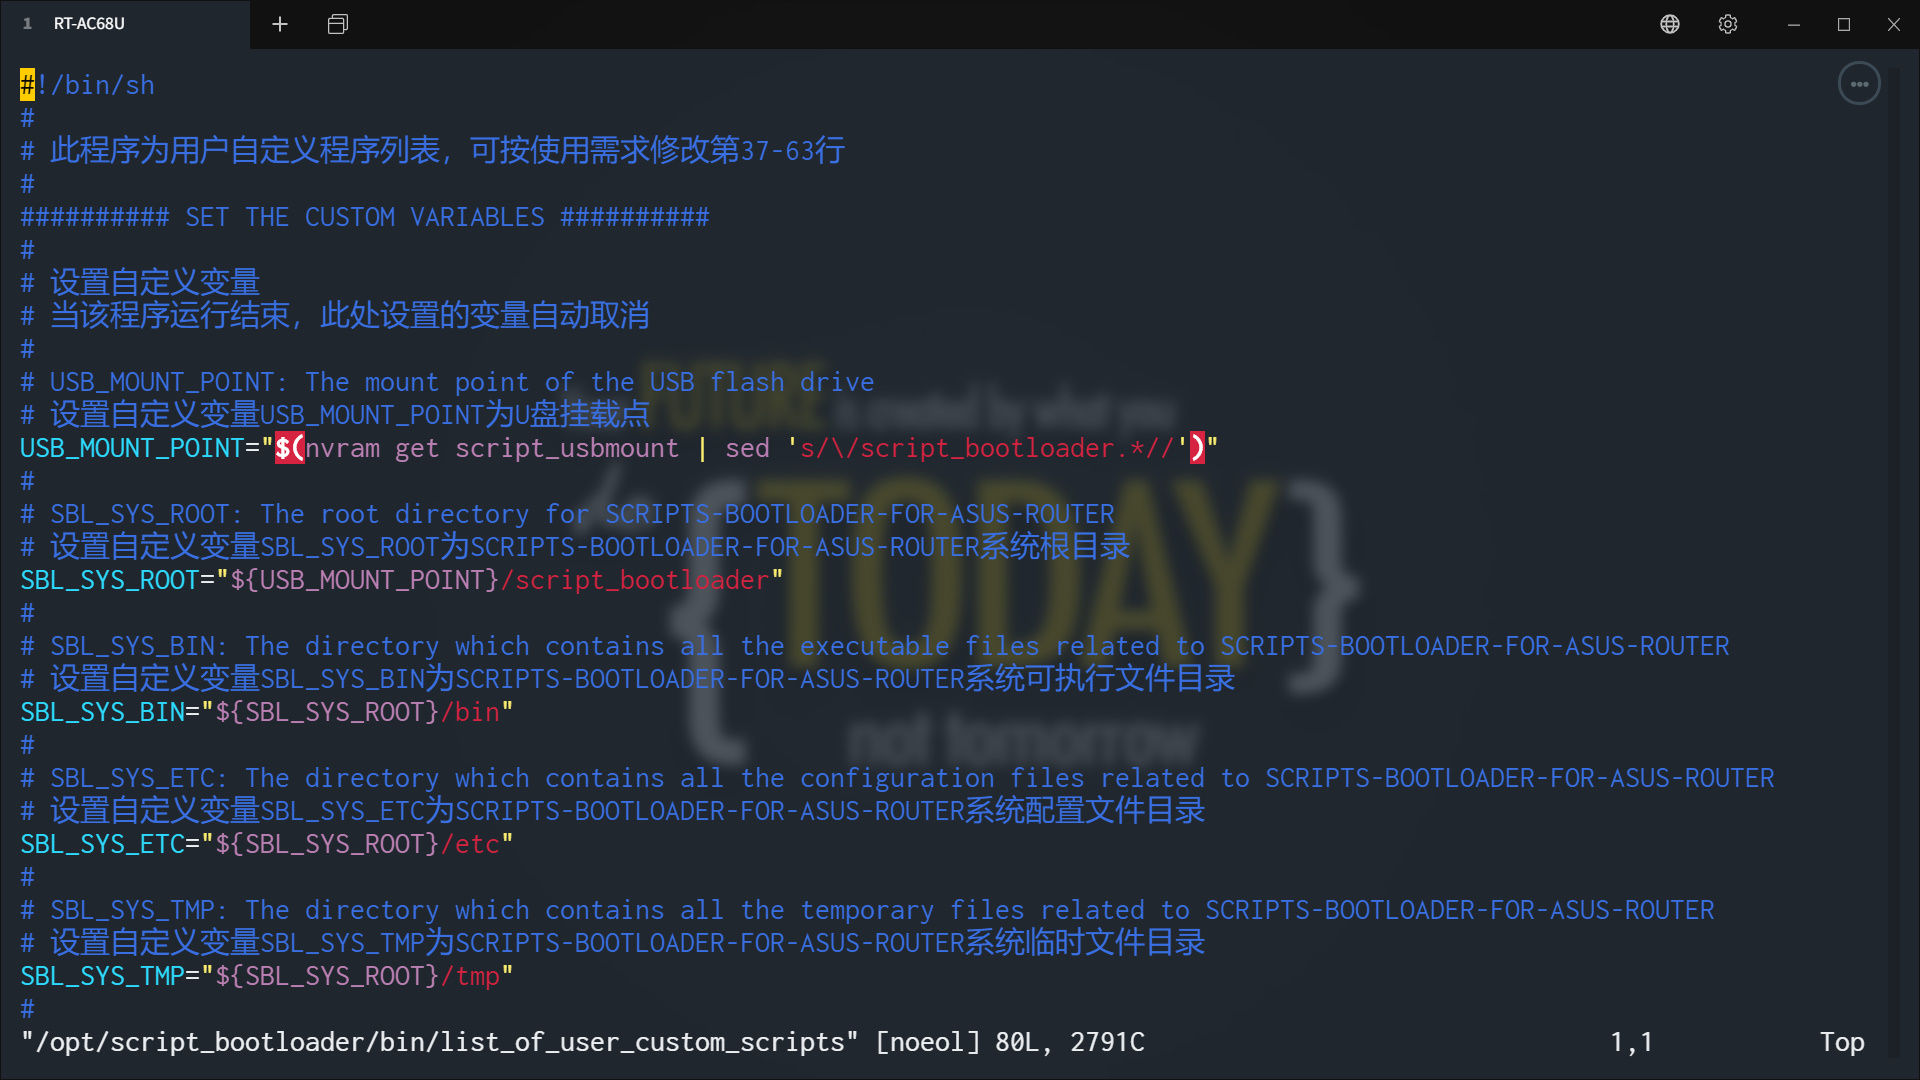 1 RT-AC68U
#!/bin/sh
#
# 此程序为用户自定义程序列表，可按使用需求修改第37-63行
#
########## SET THE CUSTOM VARIABLES ##########
#
# 设置自定义变量
# 当该程序运行结束，此处设置的变量自动取消
#
# USB_MOUNT_POINT: The mount point of the USB flash drive
# 设置自定义变量USB_MOUNT_POINT为U盘挂载点
USB_MOUNT_POINT="$(nvram get script_usbmount | sed 's/\/script_bootloader.*//')"
#
# SBL_SYS_ROOT: The root directory for SCRIPTS-BOOTLOADER-FOR-ASUS-ROUTER
# 设置自定义变量SBL_SYS_ROOT为SCRIPTS-BOOTLOADER-FOR-ASUS-ROUTER系统根目录
SBL_SYS_ROOT="${USB_MOUNT_POINT}/script_bootloader"
#
# SBL_SYS_BIN: The directory which contains all the executable files related to SCRIPTS-BOOTLOADER-FOR-ASUS-ROUTER
# 设置自定义变量SBL_SYS_BIN为SCRIPTS-BOOTLOADER-FOR-ASUS-ROUTER系统可执行文件目录
SBL_SYS_BIN="${SBL_SYS_ROOT}/bin"
#
# SBL_SYS_ETC: The directory which contains all the configuration files related to SCRIPTS-BOOTLOADER-FOR-ASUS-ROUTER
# 设置自定义变量SBL_SYS_ETC为SCRIPTS-BOOTLOADER-FOR-ASUS-ROUTER系统配置文件目录
SBL_SYS_ETC="${SBL_SYS_ROOT}/etc"
#
# SBL_SYS_TMP: The directory which contains all the temporary files related to SCRIPTS-BOOTLOADER-FOR-ASUS-ROUTER
# 设置自定义变量SBL_SYS_TMP为SCRIPTS-BOOTLOADER-FOR-ASUS-ROUTER系统临时文件目录
SBL_SYS_TMP="${SBL_SYS_ROOT}/tmp"
#
"/opt/script_bootloader/bin/list_of_user_custom_scripts" [noeol] 80L, 2791C 1,1 Top
FUTURE
is created by what you
{TODAY}
not tomorrow